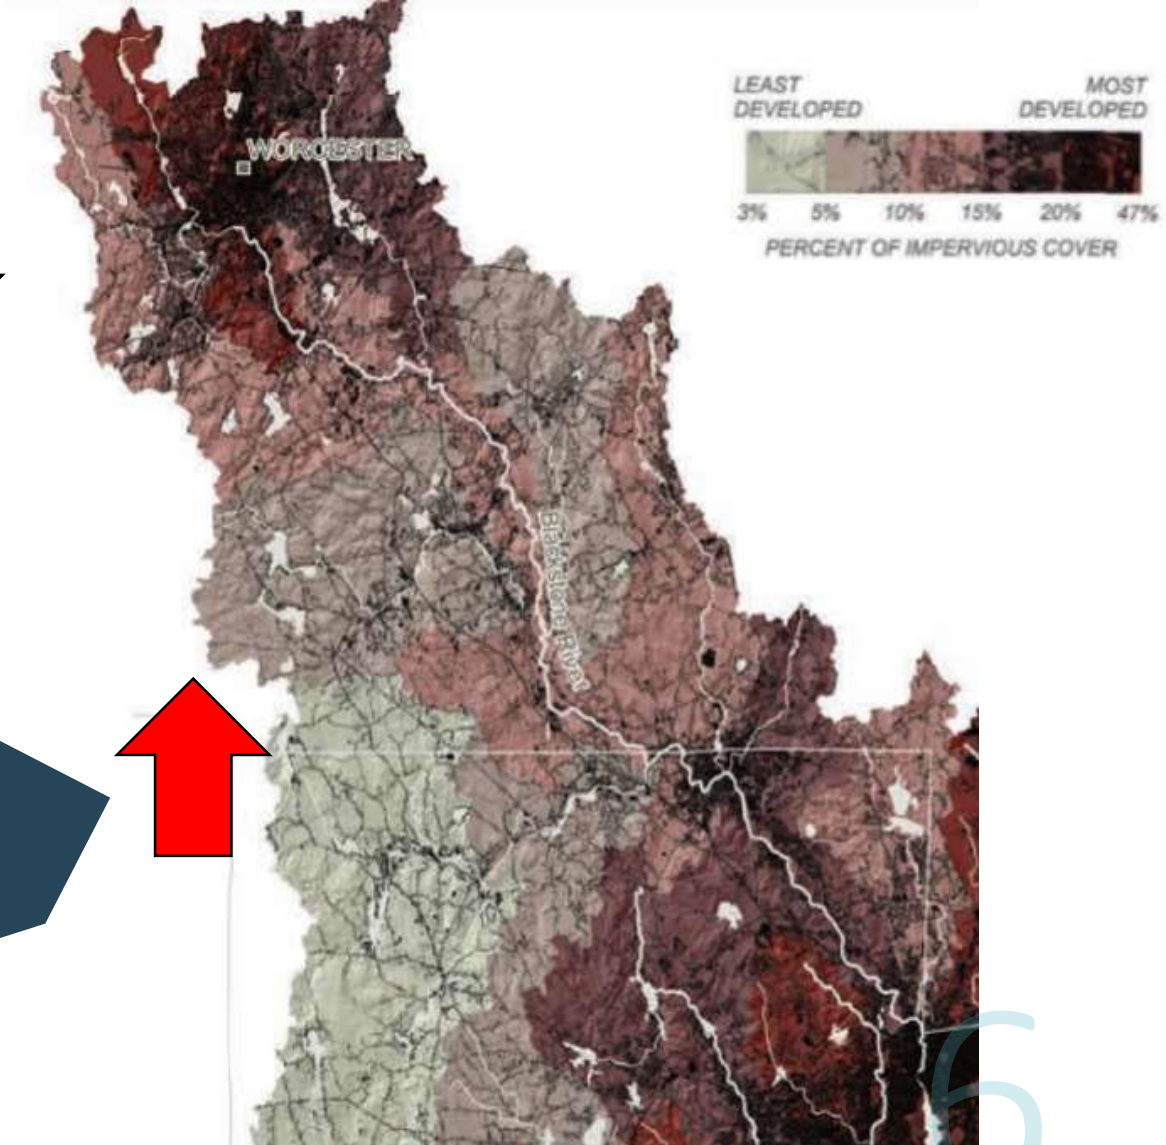 LEAST
DEVELOPED
MOST
DEVELOPED
WORCESTER
3% 5% 10% 15% 20% 47%
PERCENT OF IMPERVIOUS COVER
Blackstone River
6